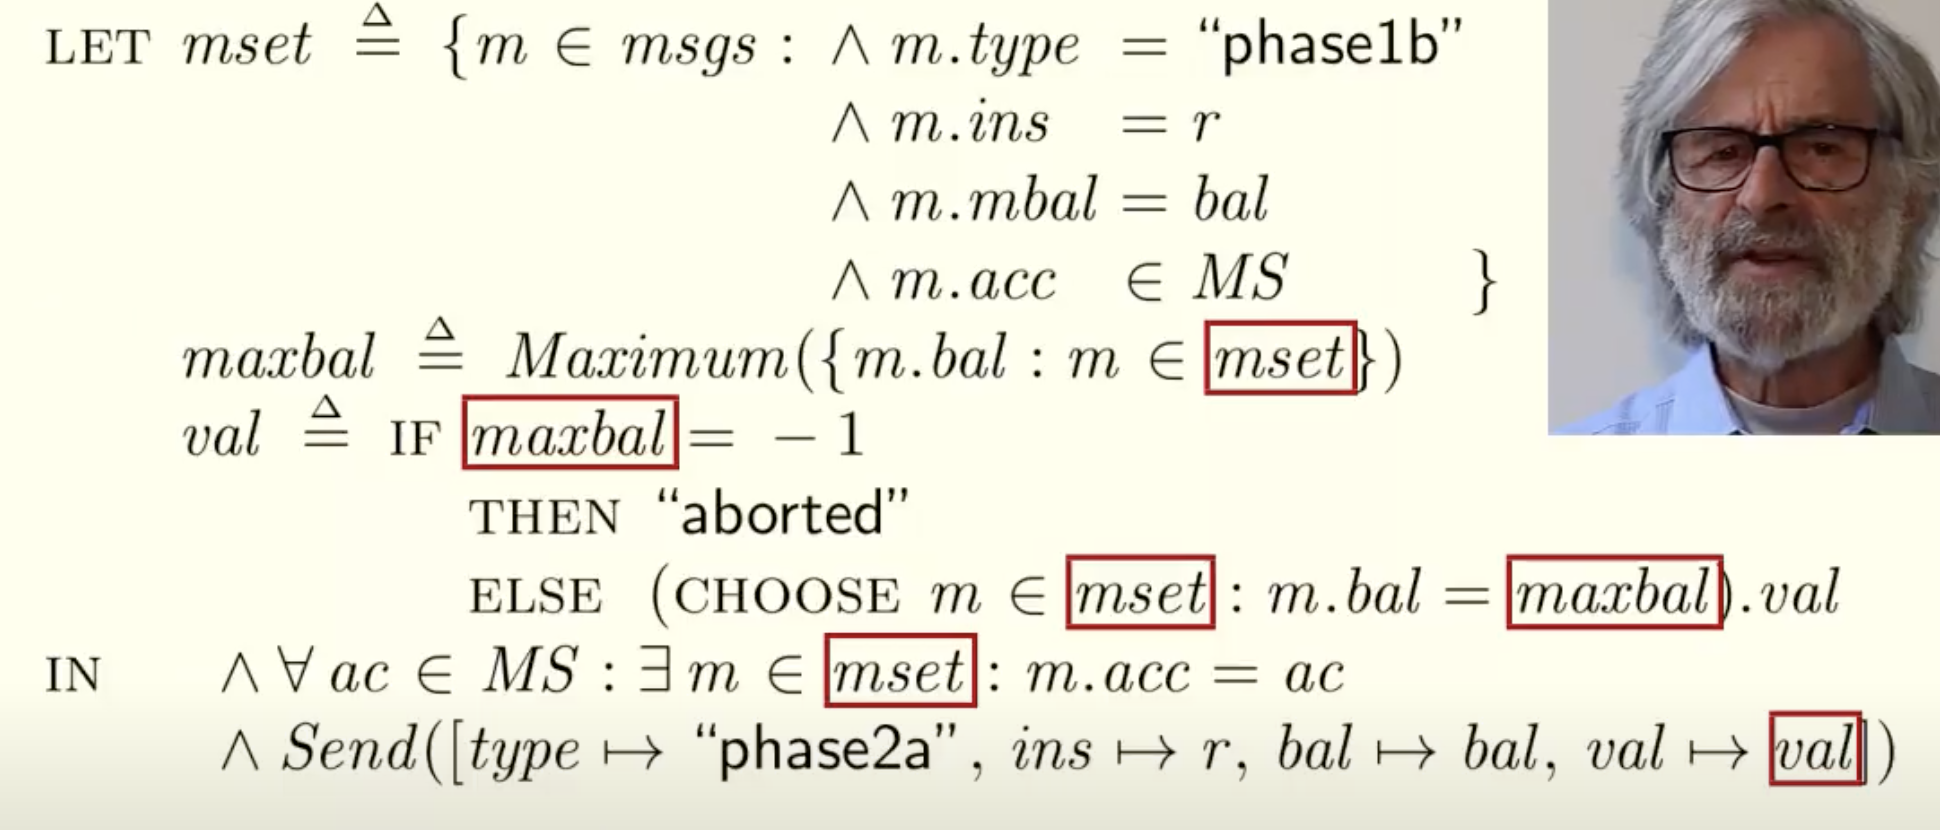 LET mset ≜ {m ∈ msgs : ∧ m.type = “phase1b”
∧ m.ins = r
∧ m.mbal = bal
∧ m.acc ∈ MS }
maxbal ≜ Maximum({m.bal : m ∈ mset})
val ≜ IF maxbal = − 1
THEN “aborted”
ELSE (CHOOSE m ∈ mset : m.bal = maxbal).val
IN ∧ ∀ ac ∈ MS : ∃ m ∈ mset : m.acc = ac
∧ Send([type ↦ “phase2a”, ins ↦ r, bal ↦ bal, val ↦ val])